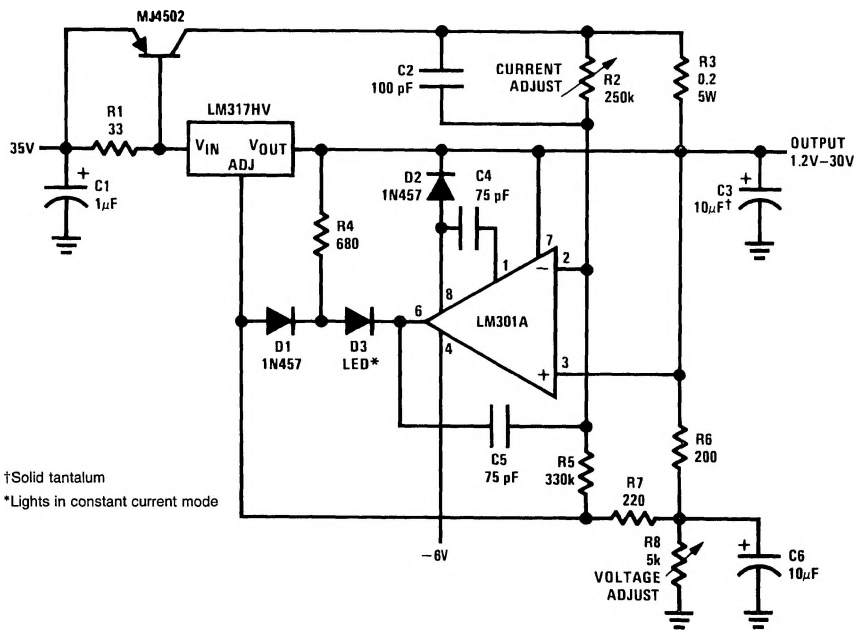 MJ4502
LM317HV
R1
33
35V
VIN
VOUT
ADJ
C1
1μF
+
C2
100 pF
CURRENT
ADJUST
R2
250k
R3
0.2
5W
OUTPUT
1.2V–30V
+
C3
10μF†
D2
1N457
C4
75 pF
R4
680
D1
1N457
D3
LED*
6
8
1
7
2
−
LM301A
4
+
3
C5
75 pF
R5
330k
R6
200
R7
220
R8
5k
VOLTAGE
ADJUST
+
C6
10μF
−6V
†Solid tantalum
*Lights in constant current mode